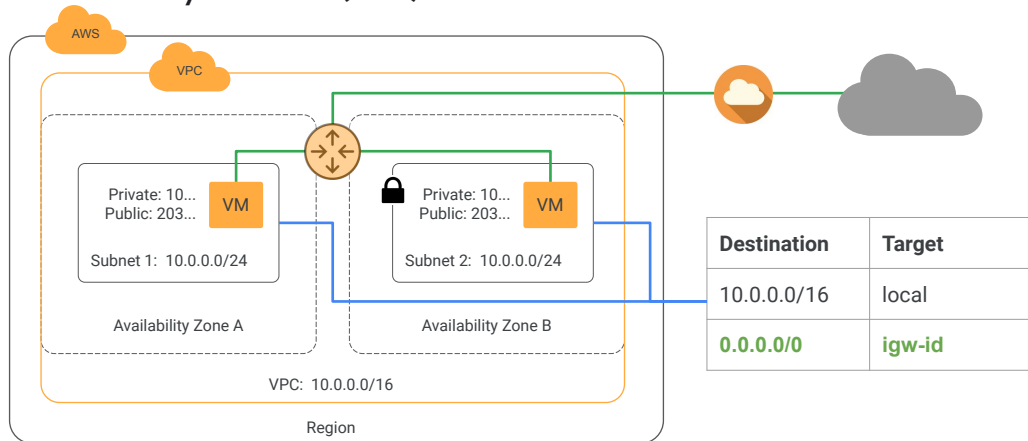 AWS
VPC
Private: 10...
Public: 203...
VM
Subnet 1: 10.0.0.0/24
Availability Zone A
Private: 10...
Public: 203...
VM
Subnet 2: 10.0.0.0/24
Availability Zone B
VPC: 10.0.0.0/16
Region
Destination Target
10.0.0.0/16 local
0.0.0.0/0 igw-id